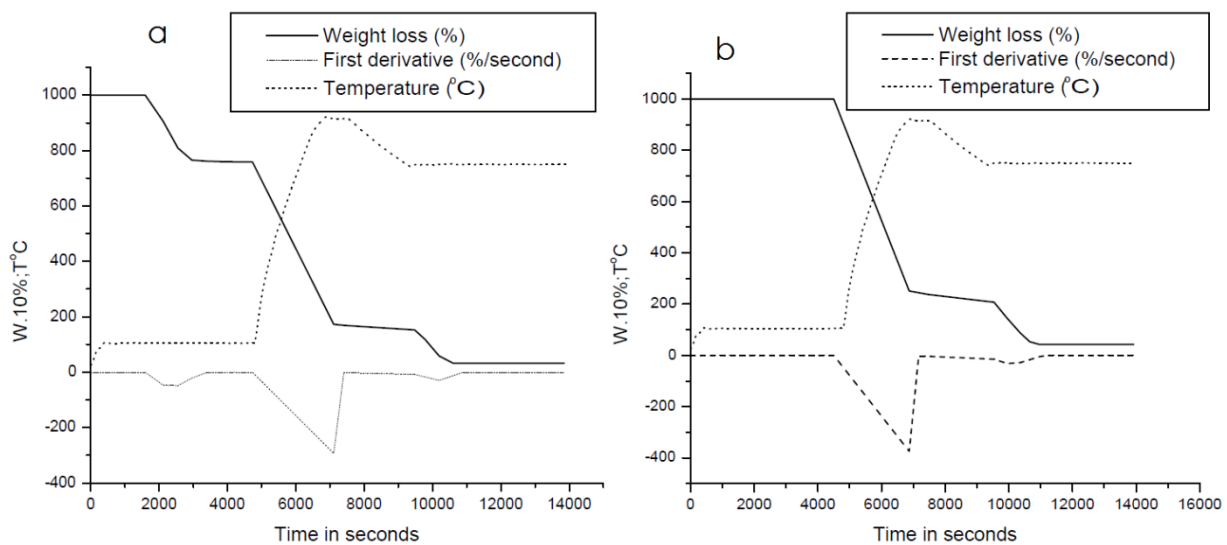 a
Weight loss (%)
First derivative (%/second)
Temperature (°C)
1000
800
600
400
200
0
-200
-400
W.10%;T°C
0
2000
4000
6000
8000
10000
12000
14000
Time in seconds
b
Weight loss (%)
First derivative (%/second)
Temperature (°C)
1000
800
600
400
200
0
-200
-400
W.10%;T°C
0
2000
4000
6000
8000
10000
12000
14000
16000
Time in seconds